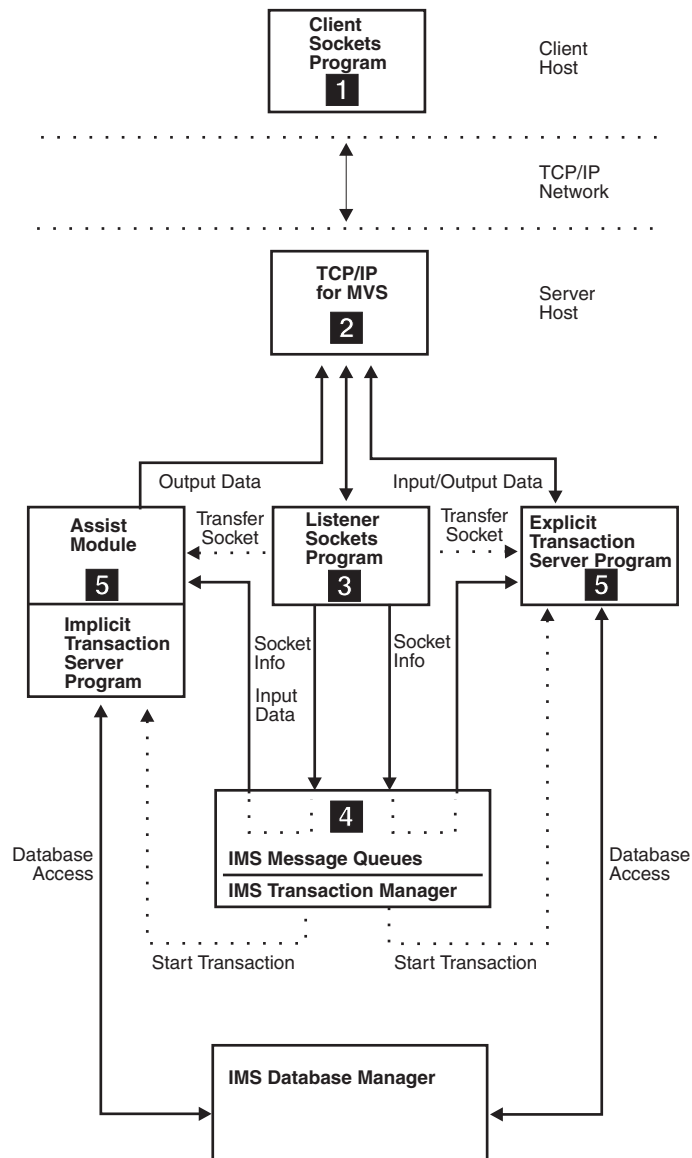 Client
Sockets
Program
1
Client
Host
TCP/IP
Network
TCP/IP
for MVS
2
Server
Host
Output Data
Input/Output Data
Assist
Module
5
Transfer
Socket
Listener
Sockets
Program
3
Transfer
Socket
Explicit
Transaction
Server Program
5
Implicit
Transaction
Server
Program
Socket
Info
Input
Data
Socket
Info
4
IMS Message Queues
IMS Transaction Manager
Database
Access
Database
Access
Start Transaction
Start Transaction
IMS Database Manager